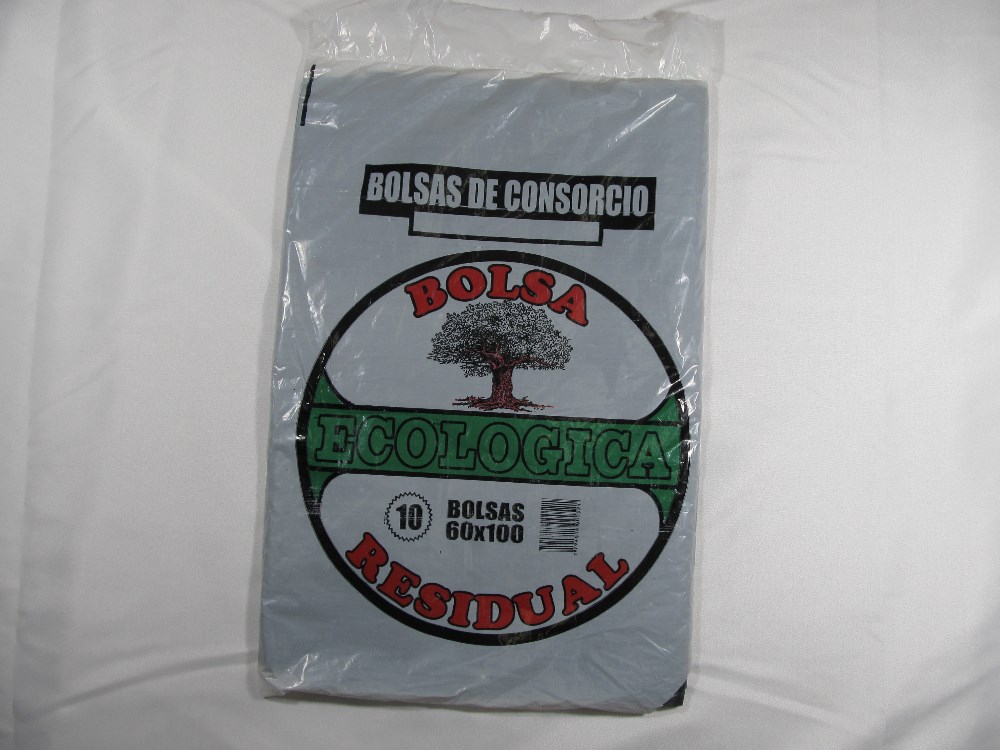 BOLSAS DE CONSORCIO
BOLSA
ECOLOGICA
10
BOLSAS
60x100
RESIDUAL